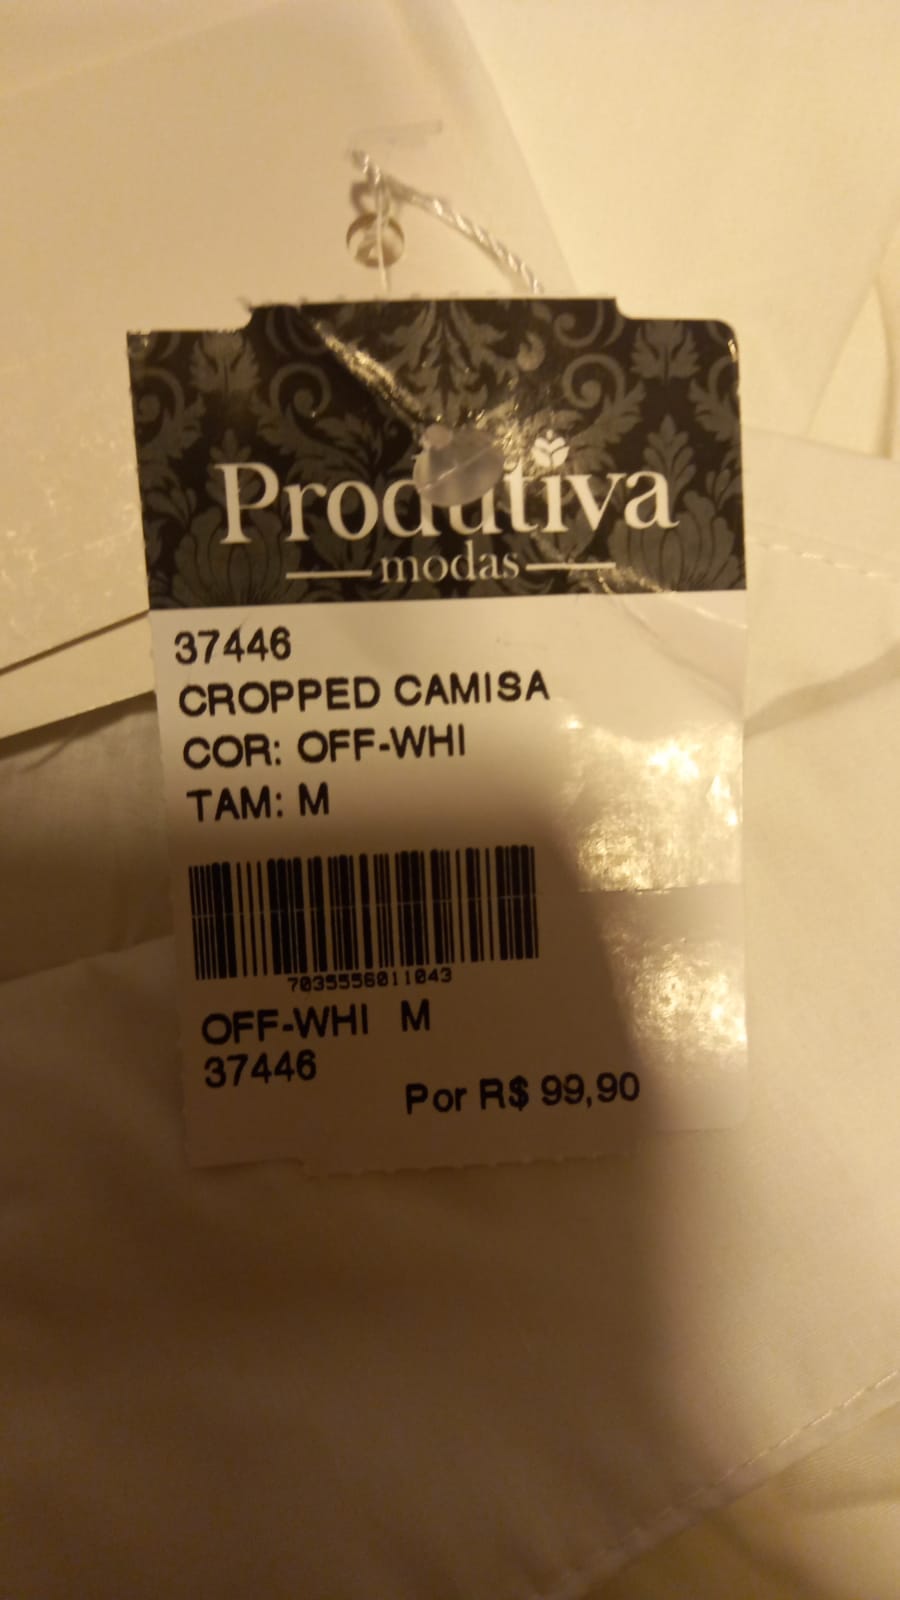 Produtiva
modas
37446
CROPPED CAMISA
COR: OFF-WHI
TAM: M
7035556011043
OFF-WHI M
37446
Por R$ 99,90